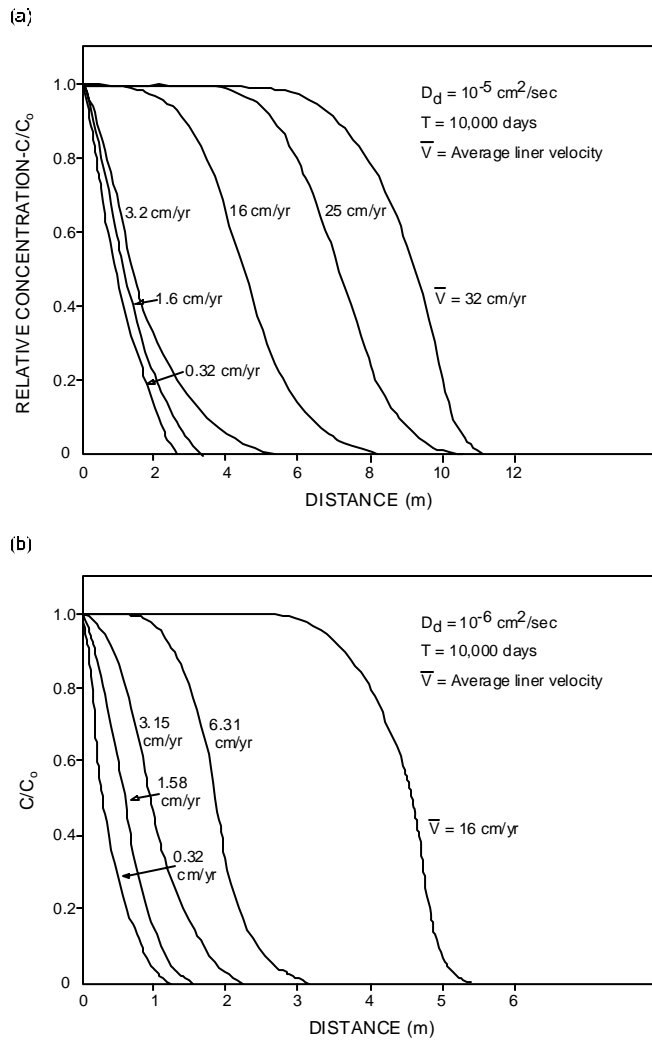 (a)
RELATIVE CONCENTRATION-C/Co
1.0
0.8
0.6
0.4
0.2
0
Dd = 10-5 cm2/sec
T = 10,000 days
V̅ = Average liner velocity
3.2 cm/yr
16 cm/yr
25 cm/yr
1.6 cm/yr
V̅ = 32 cm/yr
0.32 cm/yr
0 2 4 6 8 10 12
DISTANCE (m)
(b)
C/Co
1.0
0.8
0.6
0.4
0.2
0
Dd = 10-6 cm2/sec
T = 10,000 days
V̅ = Average liner velocity
3.15
cm/yr
6.31
cm/yr
1.58
cm/yr
V̅ = 16 cm/yr
0.32
cm/yr
0 1 2 3 4 5 6
DISTANCE (m)